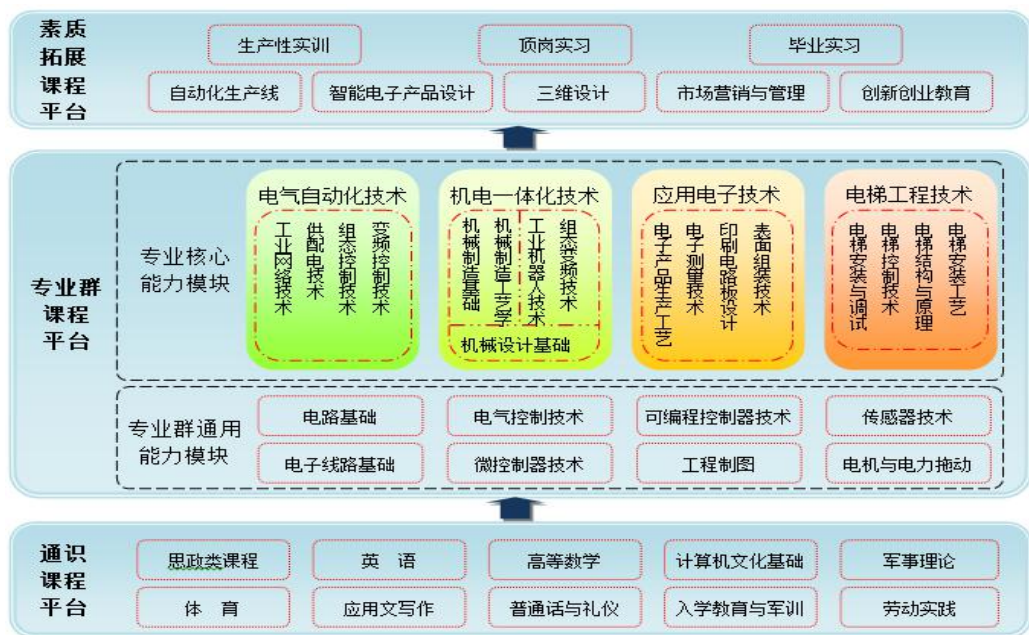 素质拓展课程平台
生产性实训
顶岗实习
毕业实习
自动化生产线
智能电子产品设计
三维设计
市场营销与管理
创新创业教育
专业群课程平台
专业核心能力模块
电气自动化技术
工业网络技术
供配电技术
组态控制技术
变频控制技术
机电一体化技术
机械制造基础
机械制造工艺学
工业机器人技术
组态变频技术
机械设计基础
应用电子技术
电子产品生产工艺
电子测量技术
印刷电路板设计
表面组装技术
电梯工程技术
电梯安装与调试
电梯控制技术
电梯结构与原理
电梯安装工艺
专业群通用能力模块
电路基础
电气控制技术
可编程控制器技术
传感器技术
电子线路基础
微控制器技术
工程制图
电机与电力拖动
通识课程平台
思政类课程
英 语
高等数学
计算机文化基础
军事理论
体 育
应用文写作
普通话与礼仪
入学教育与军训
劳动实践